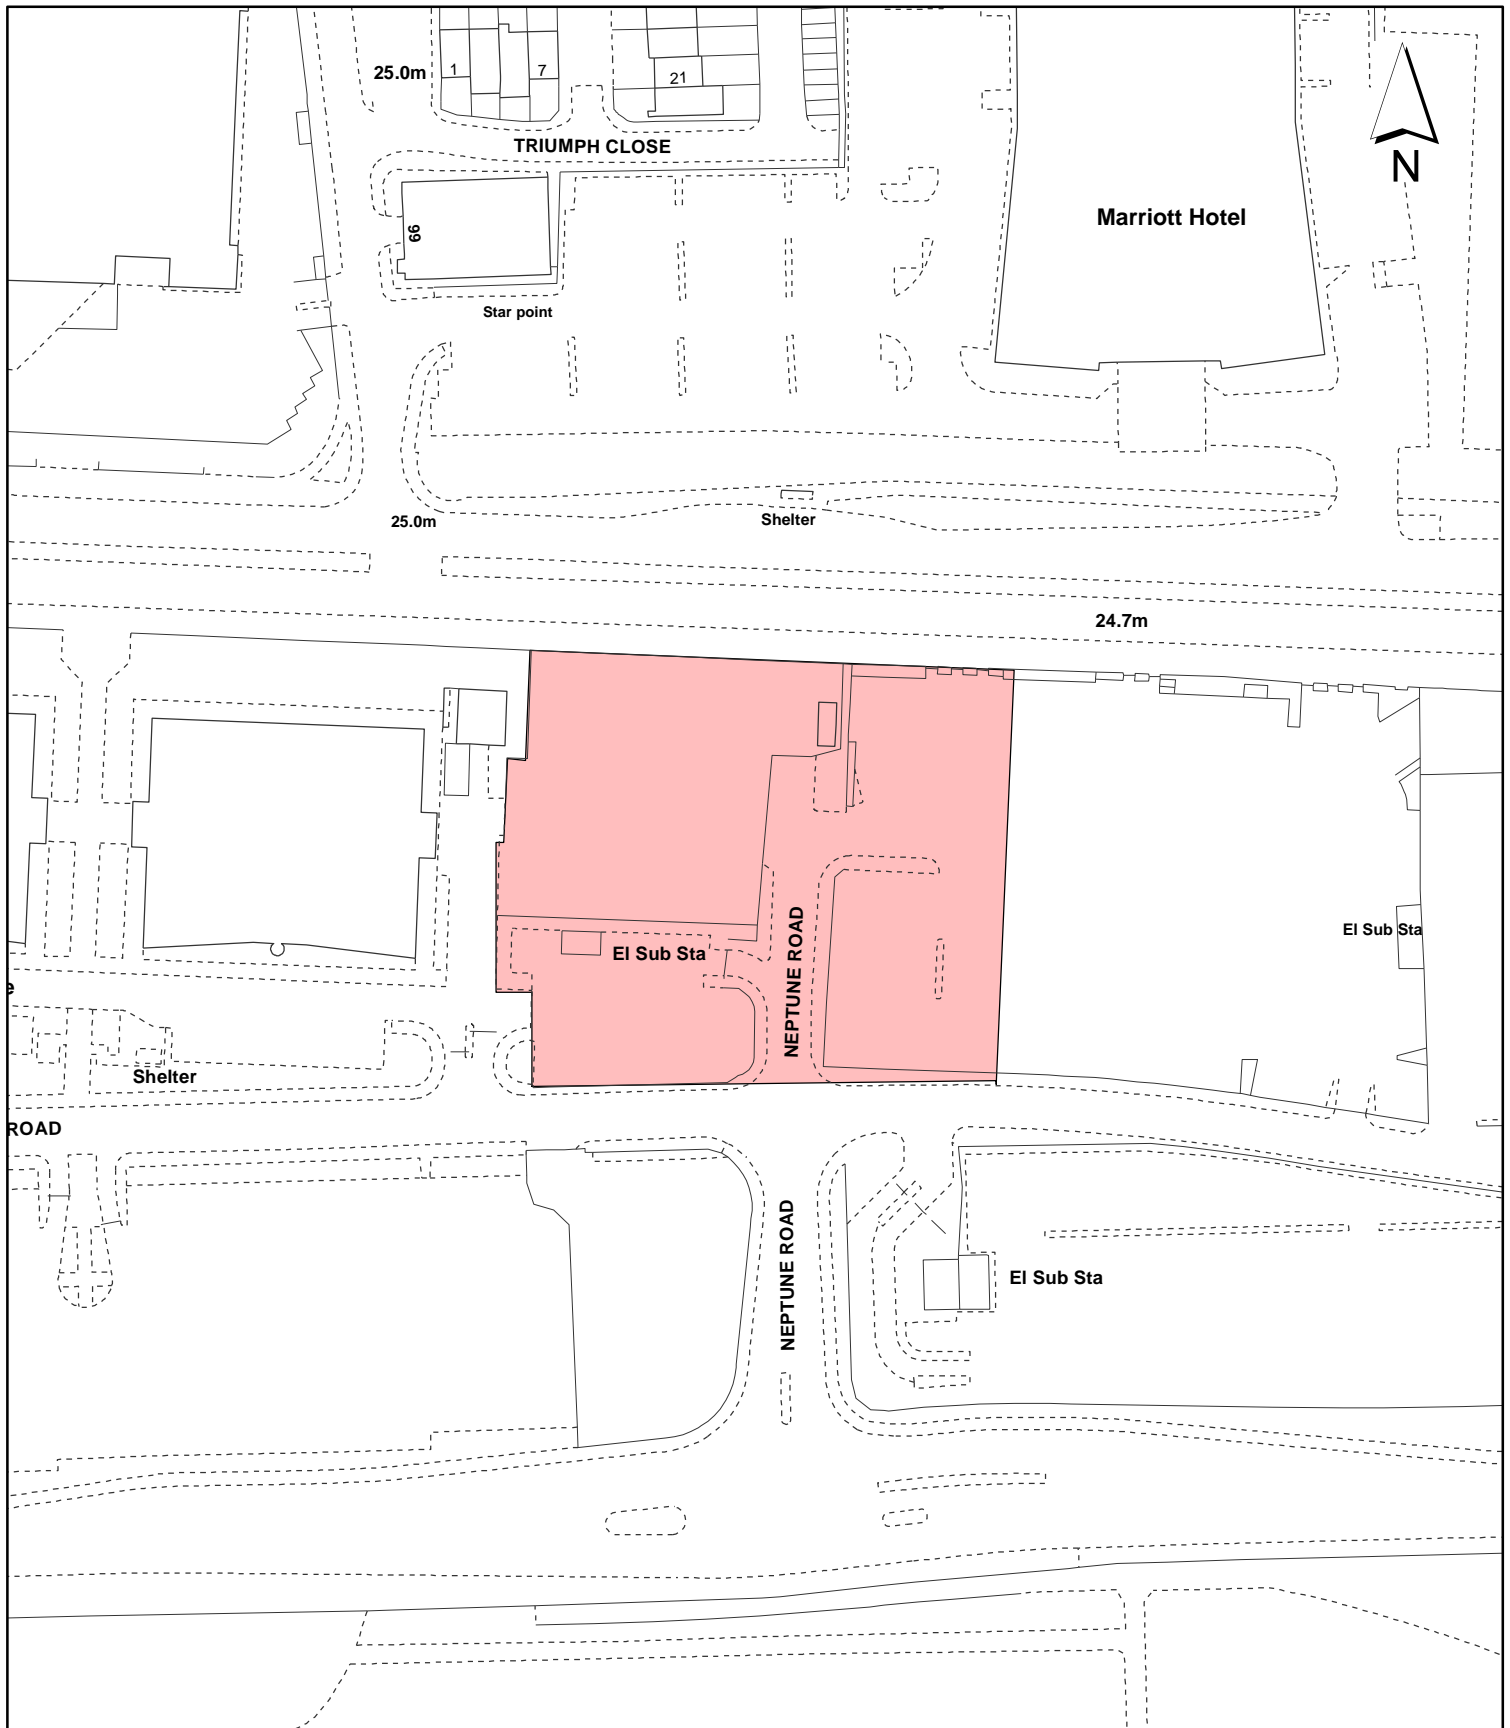 25.0m
1
7
21
TRIUMPH CLOSE
N
Marriott Hotel
66
Star point
25.0m
Shelter
24.7m
El Sub Sta
El Sub Sta
NEPTUNE ROAD
Shelter
ROAD
NEPTUNE ROAD
El Sub Sta